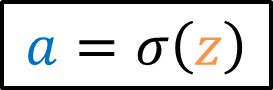 a = σ(z)